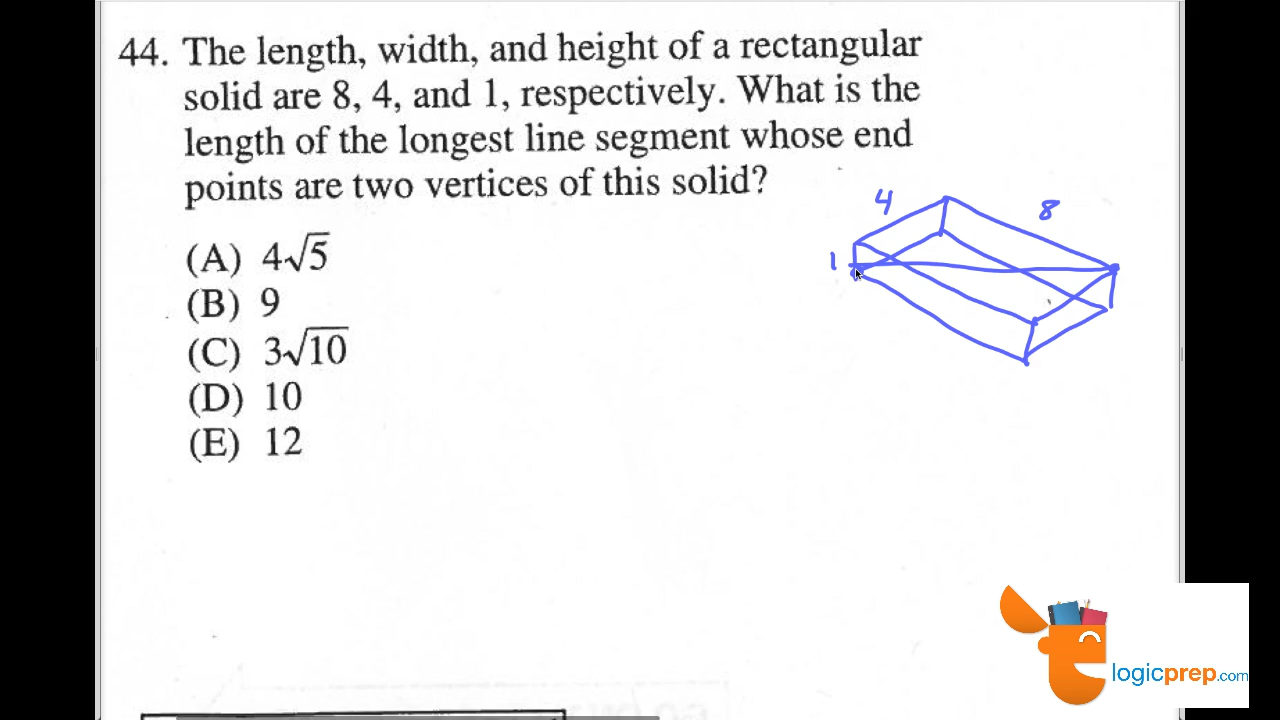 44. The length, width, and height of a rectangular
solid are 8, 4, and 1, respectively. What is the
length of the longest line segment whose end
points are two vertices of this solid?
4
8
1
(A) 4√5
(B) 9
(C) 3√10
(D) 10
(E) 12
logicprep.com